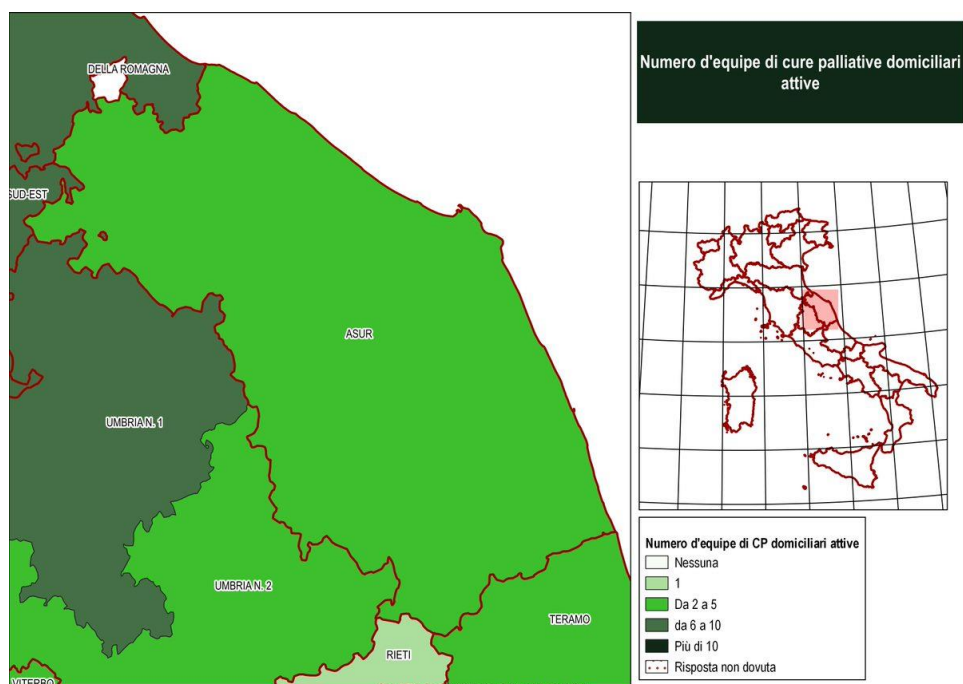 Numero d'equipe di cure palliative domiciliari
attive
DELLA ROMAGNA
SUD-EST
ASUR
UMBRIA N. 1
UMBRIA N. 2
TERAMO
RIETI
VITERBO
Numero d'equipe di CP domiciliari attive
Nessuna
1
Da 2 a 5
da 6 a 10
Più di 10
Risposta non dovuta